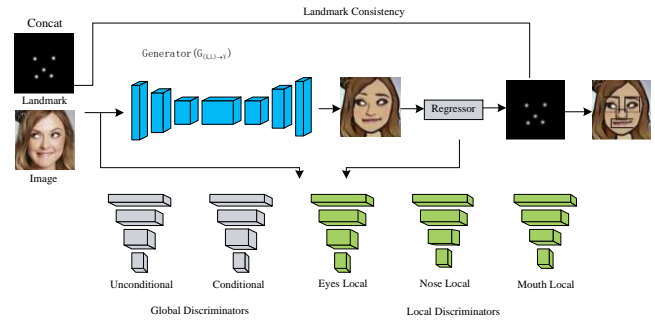 Landmark Consistency
Concat
Generator(G(X,L)→Y)
Landmark
Regressor
Image
Unconditional
Conditional
Eyes Local
Nose Local
Mouth Local
Global Discriminators
Local Discriminators